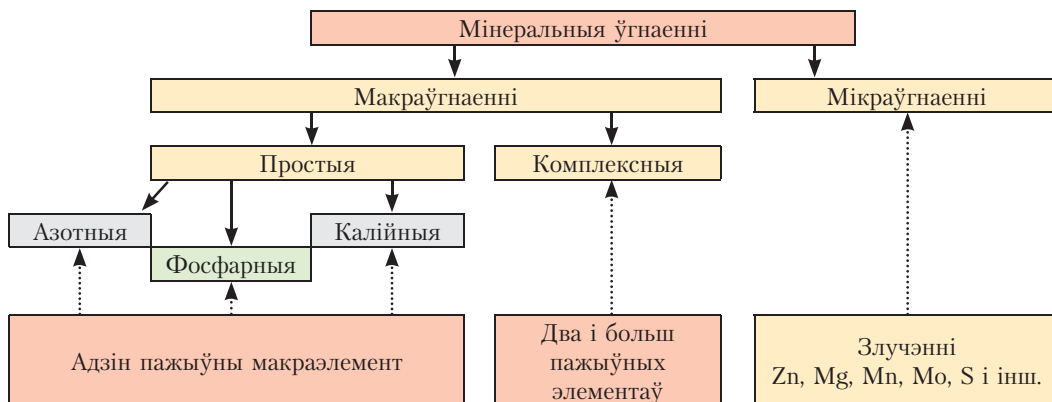 Мінеральныя ўгнаенні
Макраўгнаенні
Мікраўгнаенні
Простыя
Комплексныя
Азотныя
Калійныя
Фосфарныя
Адзін пажыўны макраэлемент
Два і больш
пажыўных
элементаў
Злучэнні
Zn, Mg, Mn, Mo, S і інш.